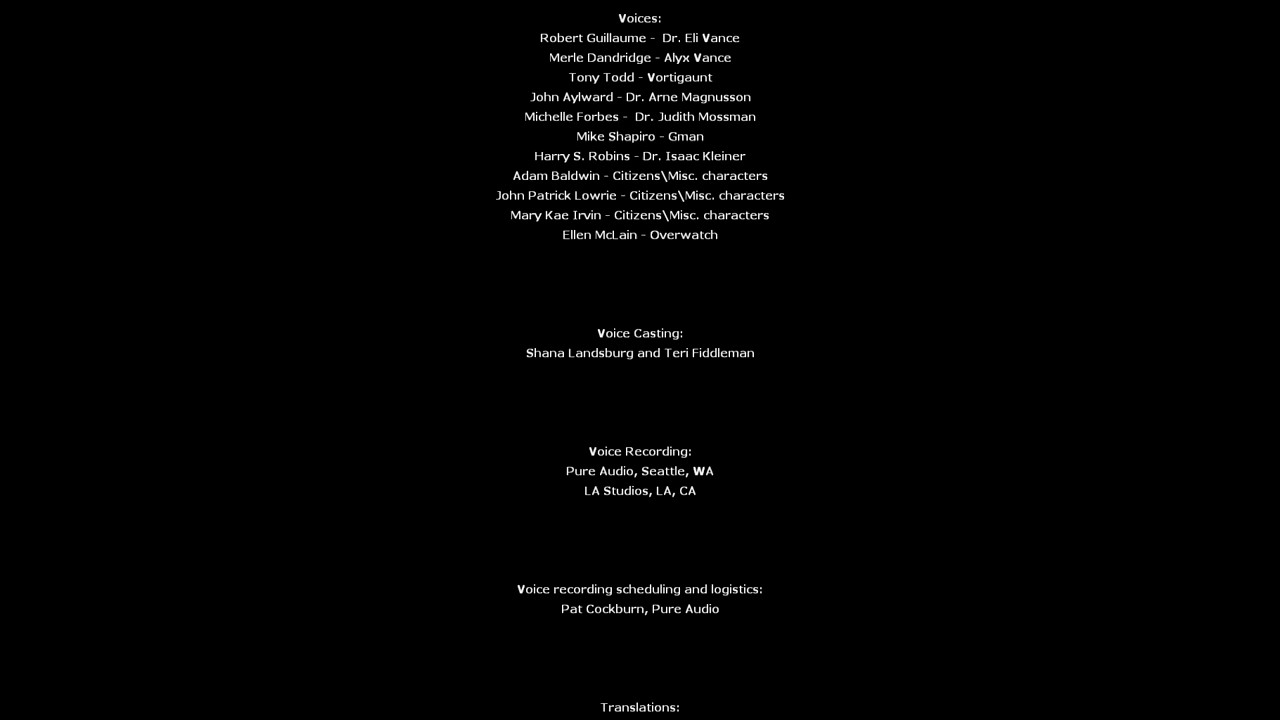 Voices:
Robert Guillaume -  Dr. Eli Vance
Merle Dandridge - Alyx Vance
Tony Todd - Vortigaunt
John Aylward - Dr. Arne Magnusson
Michelle Forbes -  Dr. Judith Mossman
Mike Shapiro - Gman
Harry S. Robins - Dr. Isaac Kleiner
Adam Baldwin - Citizens\Misc. characters
John Patrick Lowrie - Citizens\Misc. characters
Mary Kae Irvin - Citizens\Misc. characters
Ellen McLain - Overwatch
Voice Casting:
Shana Landsburg and Teri Fiddleman
Voice Recording:
Pure Audio, Seattle, WA
LA Studios, LA, CA
Voice recording scheduling and logistics:
Pat Cockburn, Pure Audio
Translations: